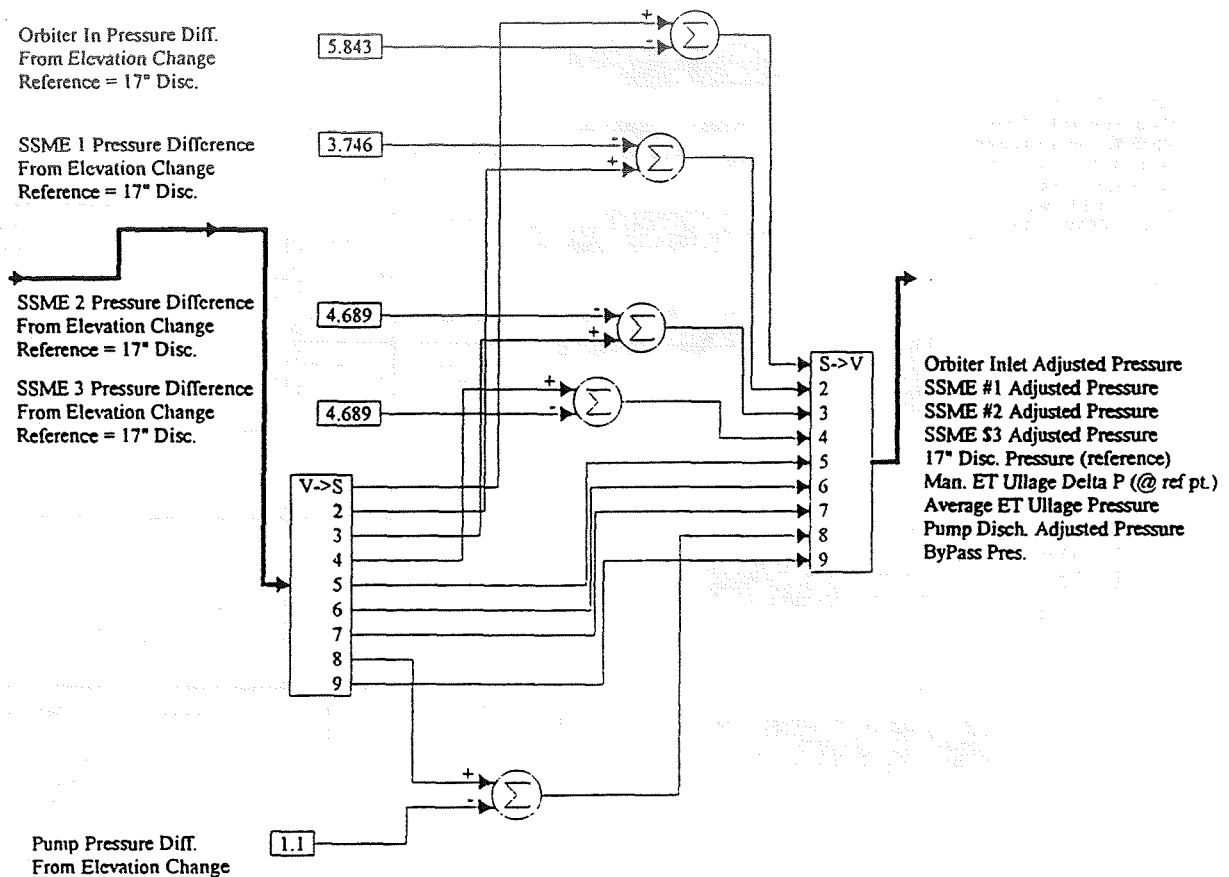 Orbiter In Pressure Diff.
From Elevation Change
Reference = 17" Disc.
5.843
+
-
Σ
SSME 1 Pressure Difference
From Elevation Change
Reference = 17" Disc.
3.746
-
+
Σ
SSME 2 Pressure Difference
From Elevation Change
Reference = 17" Disc.
4.689
-
+
Σ
SSME 3 Pressure Difference
From Elevation Change
Reference = 17" Disc.
4.689
+
-
Σ
V->S
2
3
4
5
6
7
8
9
S->V
2
3
4
5
6
7
8
9
Orbiter Inlet Adjusted Pressure
SSME #1 Adjusted Pressure
SSME #2 Adjusted Pressure
SSME $3 Adjusted Pressure
17" Disc. Pressure (reference)
Man. ET Ullage Delta P (@ ref pt.)
Average ET Ullage Pressure
Pump Disch. Adjusted Pressure
ByPass Pres.
+
-
Σ
Pump Pressure Diff.
From Elevation Change
1.1